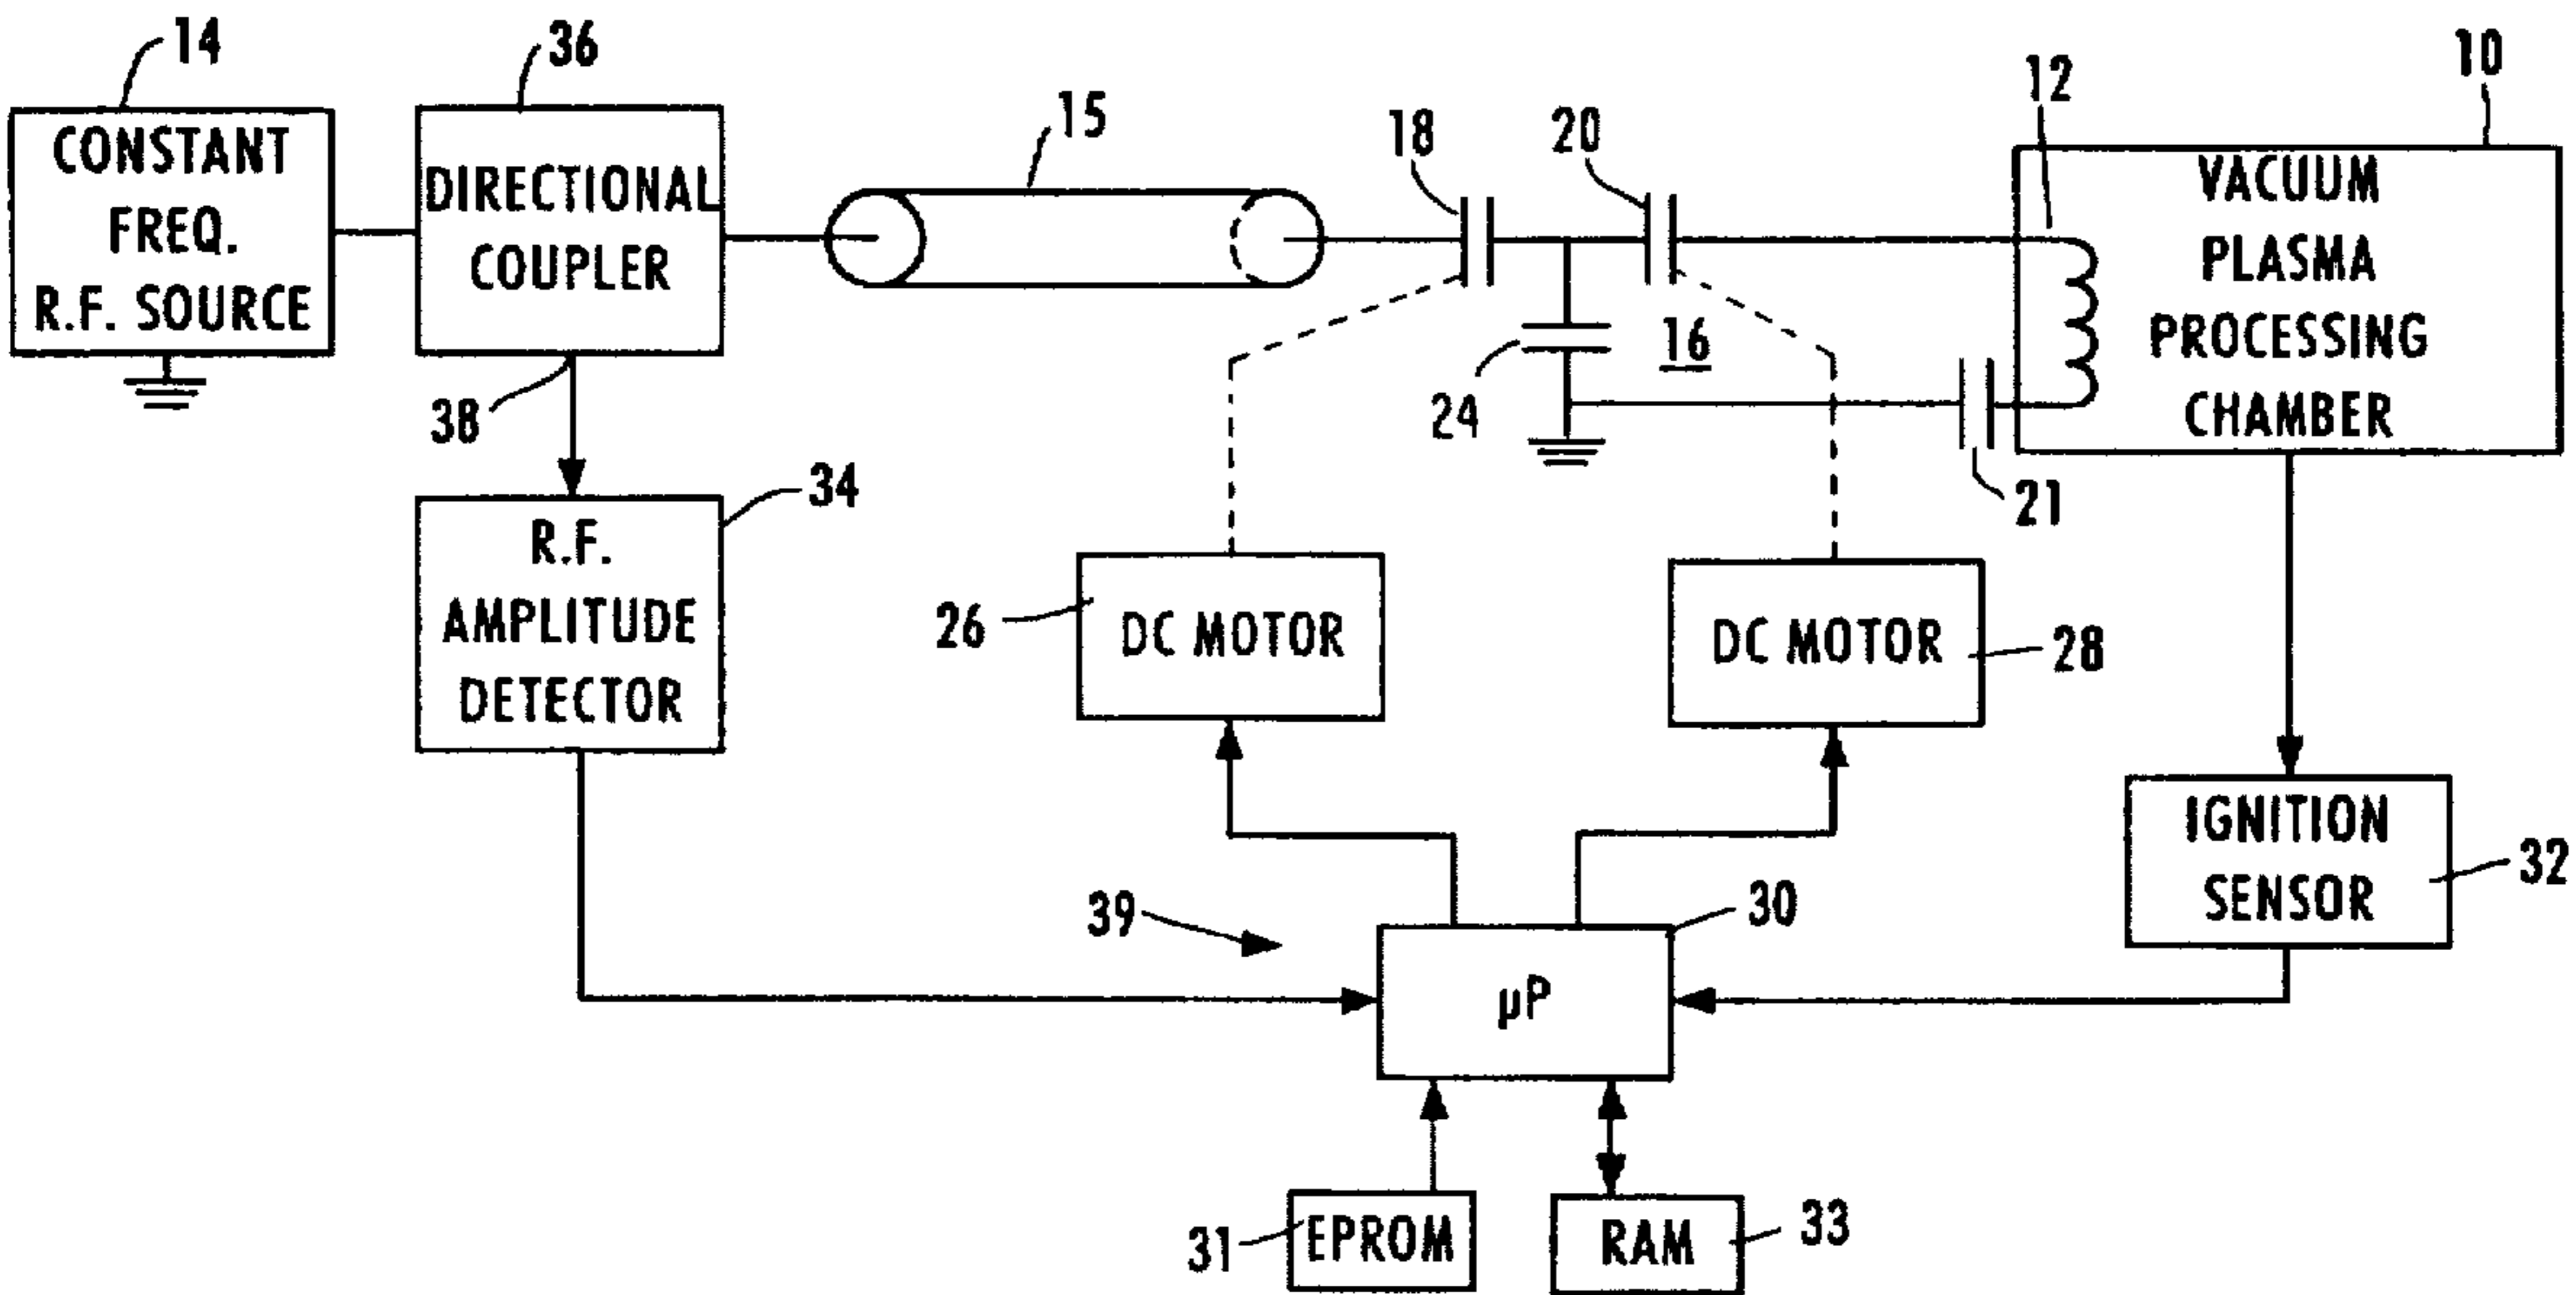 14
36
10
12
15
18
20
CONSTANT
FREQ.
R.F. SOURCE
DIRECTIONAL
COUPLER
VACUUM
PLASMA
PROCESSING
CHAMBER
16
24
38
21
34
R.F.
AMPLITUDE
DETECTOR
26
DC MOTOR
DC MOTOR
28
IGNITION
SENSOR
32
39
30
µP
31
EPROM
RAM
33